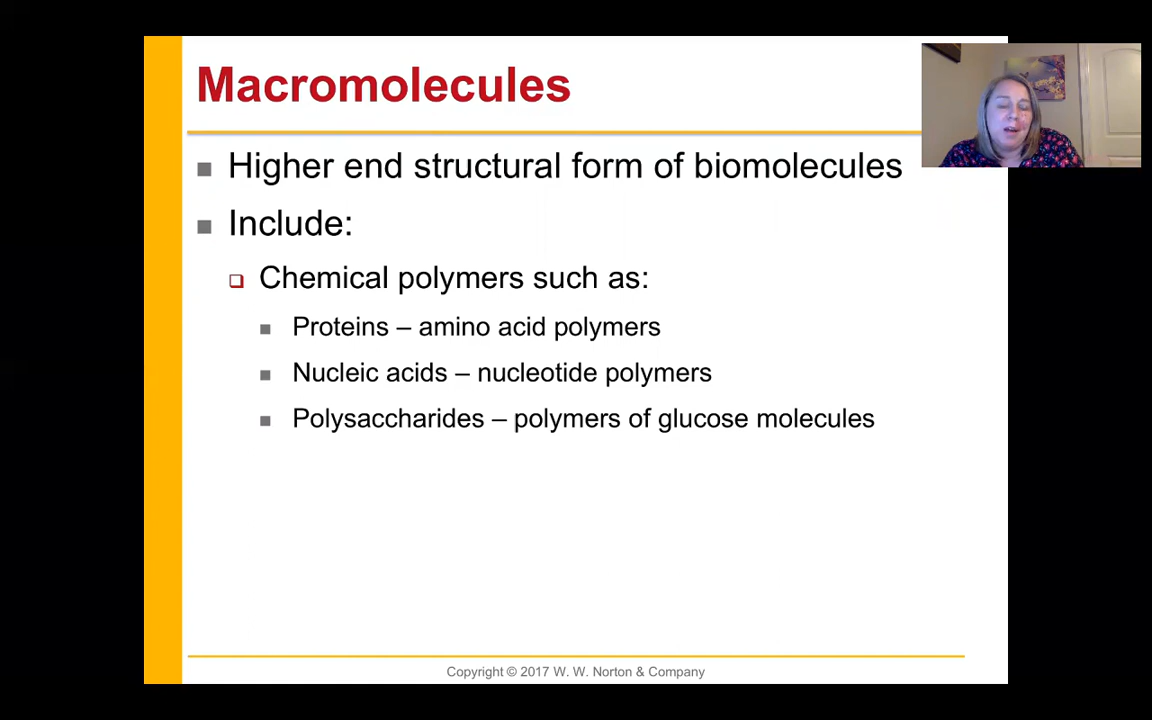 Macromolecules
Higher end structural form of biomolecules
Include:
Chemical polymers such as:
Proteins – amino acid polymers
Nucleic acids – nucleotide polymers
Polysaccharides – polymers of glucose molecules
Copyright © 2017 W. W. Norton & Company